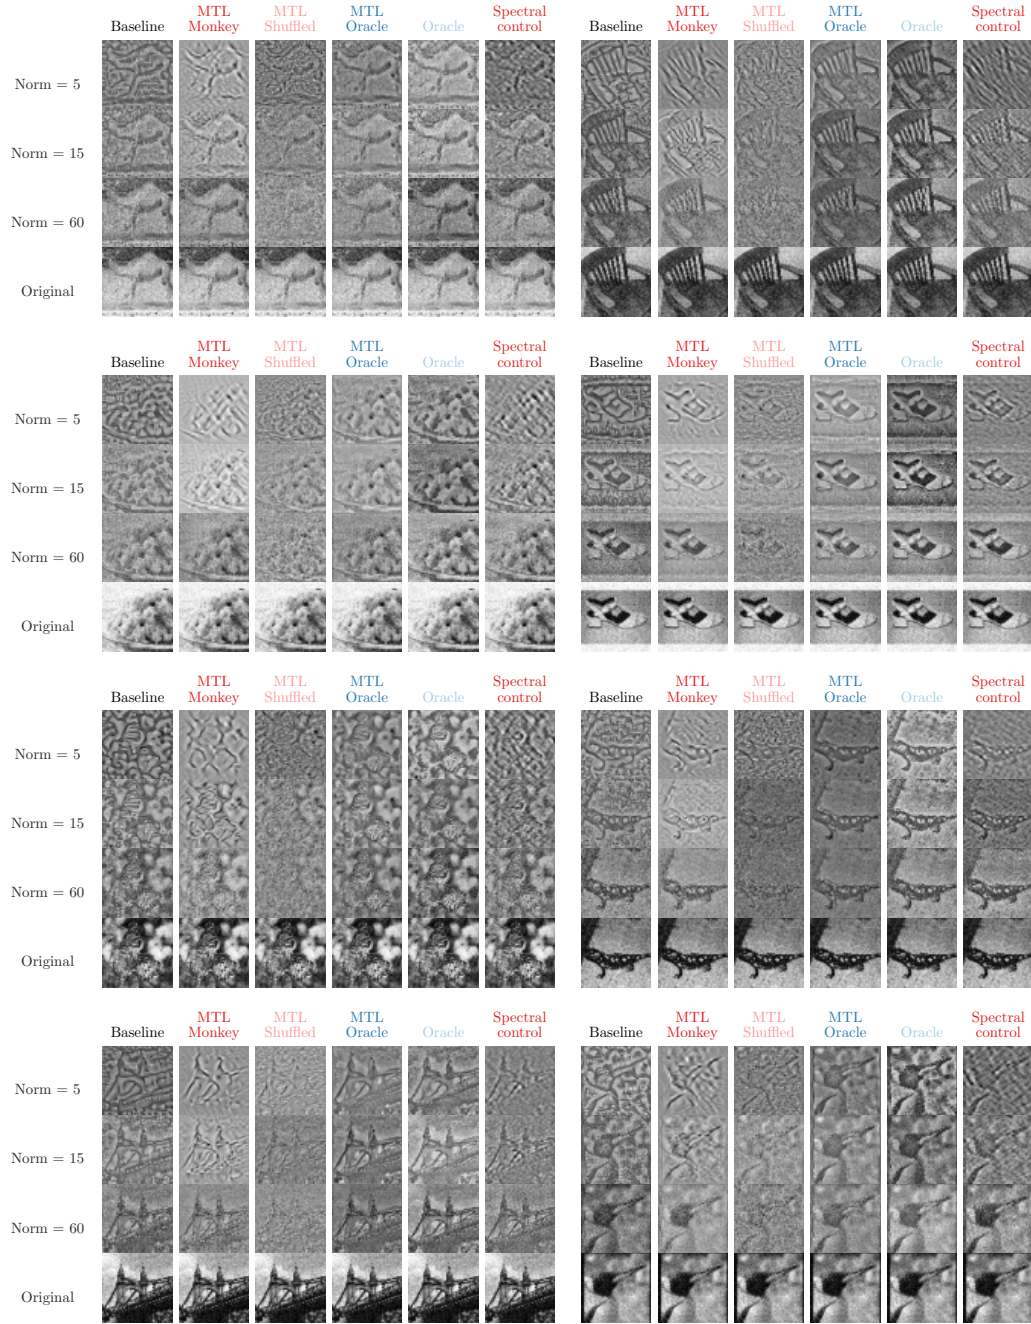 MTL MTL Spectral MTL MTL Spectral
Baseline Monkey Shuffled Oracle Oracle control Baseline Monkey Shuffled Oracle Oracle control
Norm = 5
Norm = 15
Norm = 60
Original
MTL MTL MTL Spectral MTL MTL MTL Spectral
Baseline Monkey Shuffled Oracle Oracle control Baseline Monkey Shuffled Oracle Oracle control
Norm = 5
Norm = 15
Norm = 60
Original
MTL MTL MTL Spectral MTL MTL MTL Spectral
Baseline Monkey Shuffled Oracle Oracle control Baseline Monkey Shuffled Oracle Oracle control
Norm = 5
Norm = 15
Norm = 60
Original
MTL MTL MTL Spectral MTL MTL MTL Spectral
Baseline Monkey Shuffled Oracle Oracle control Baseline Monkey Shuffled Oracle Oracle control
Norm = 5
Norm = 15
Norm = 60
Original